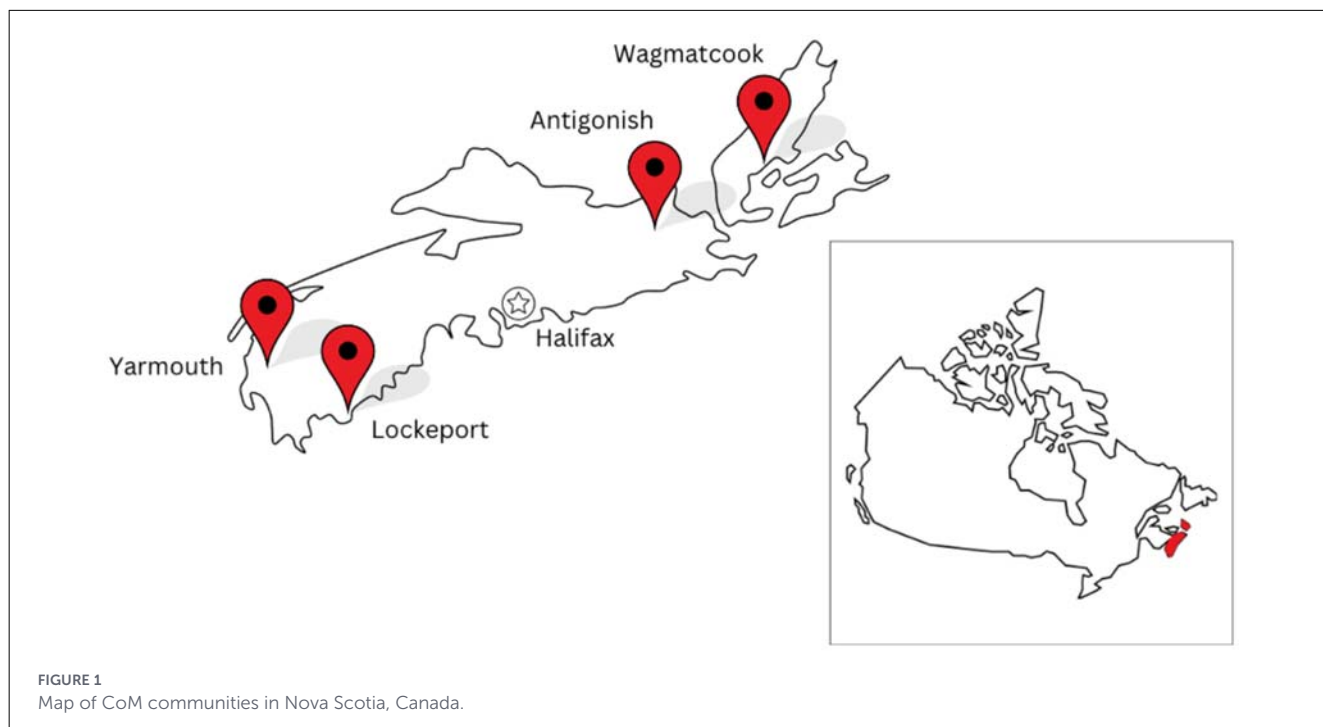 Wagmatcook
Antigonish
Halifax
Yarmouth
Lockeport
FIGURE 1
Map of CoM communities in Nova Scotia, Canada.